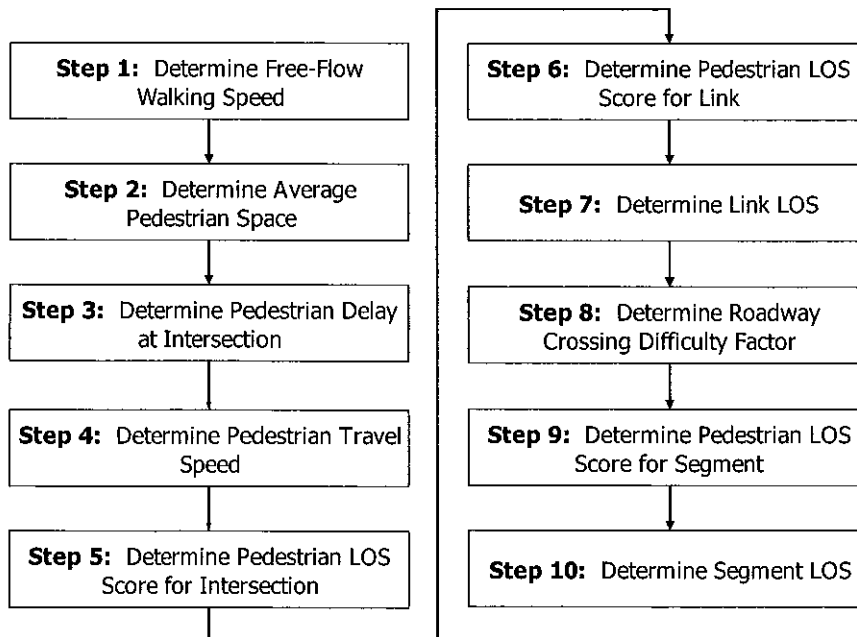 Step 1: Determine Free-Flow
Walking Speed
Step 2: Determine Average
Pedestrian Space
Step 3: Determine Pedestrian Delay
at Intersection
Step 4: Determine Pedestrian Travel
Speed
Step 5: Determine Pedestrian LOS
Score for Intersection
Step 6: Determine Pedestrian LOS
Score for Link
Step 7: Determine Link LOS
Step 8: Determine Roadway
Crossing Difficulty Factor
Step 9: Determine Pedestrian LOS
Score for Segment
Step 10: Determine Segment LOS